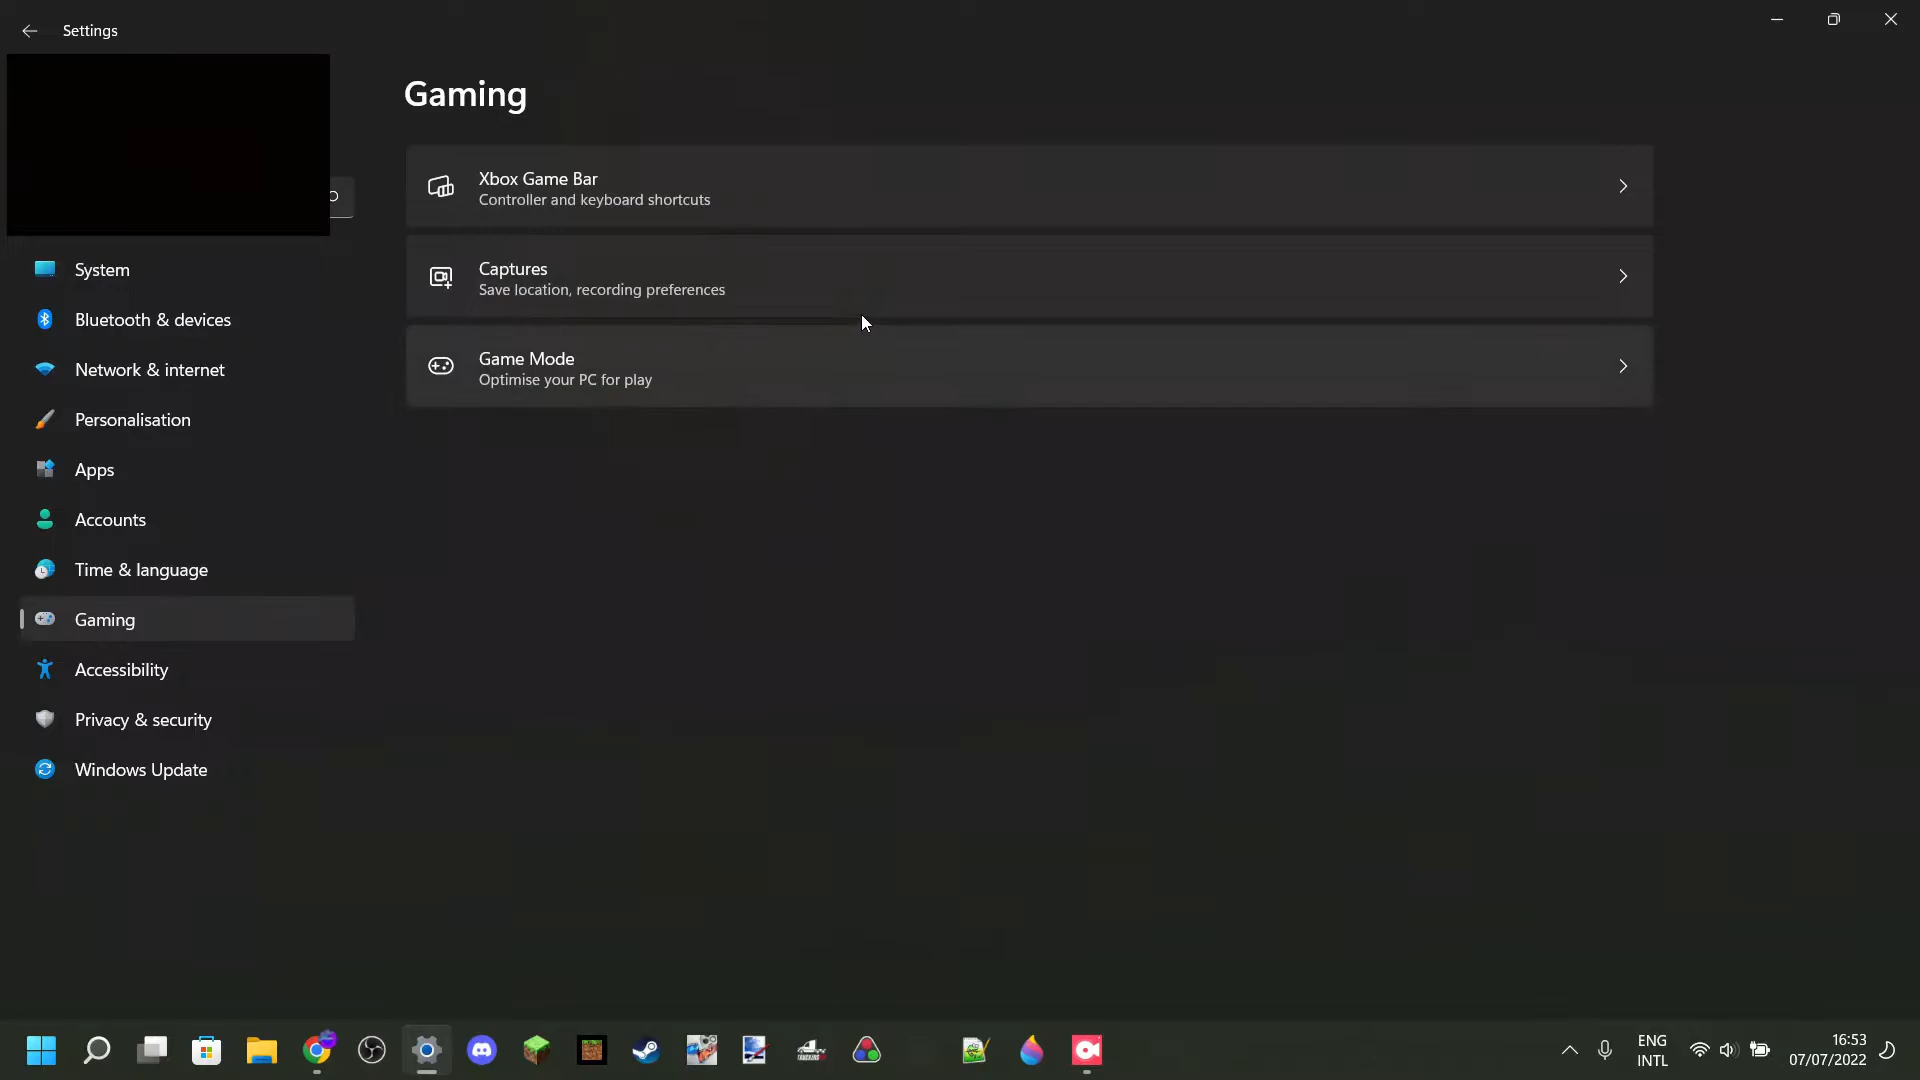 Settings
Gaming
Xbox Game Bar
Controller and keyboard shortcuts
Captures
Save location, recording preferences
Game Mode
Optimise your PC for play
System
Bluetooth & devices
Network & internet
Personalisation
Apps
Accounts
Time & language
Gaming
Accessibility
Privacy & security
Windows Update
ENG
INTL
16:53
07/07/2022